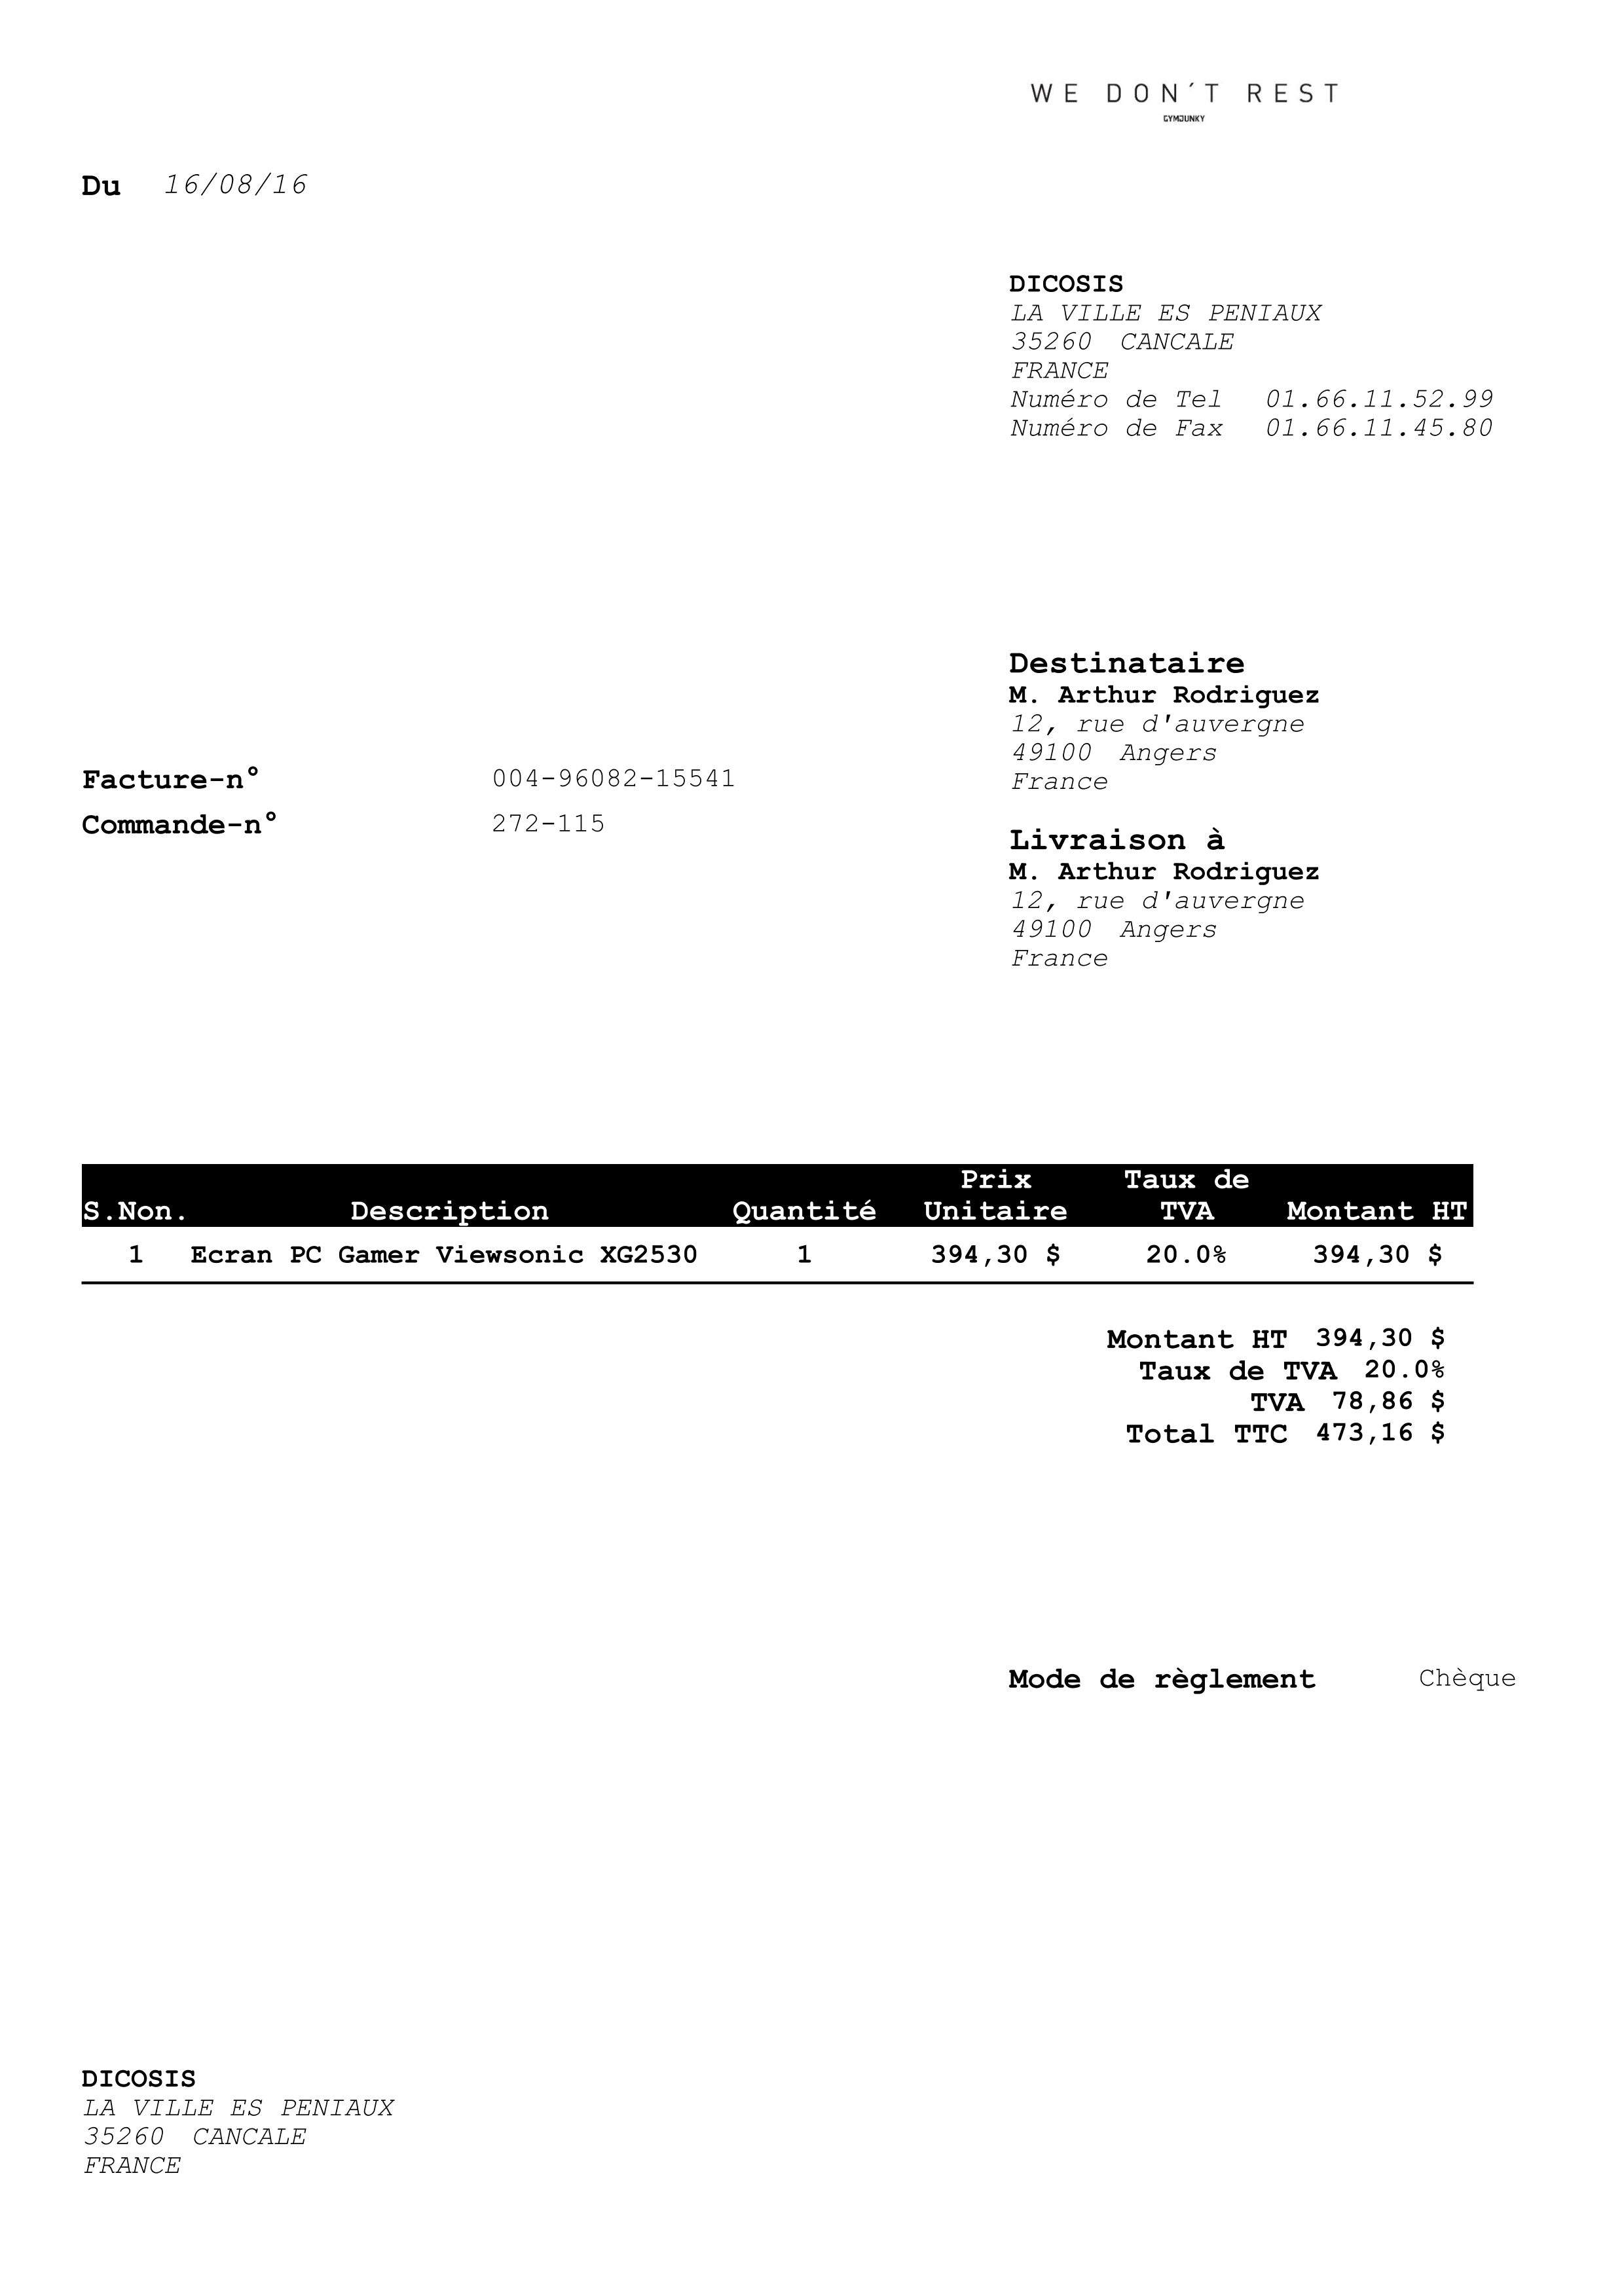 WE DON´T REST
GYMJUNKY
Du 16/08/16
DICOSIS
LA VILLE ES PENIAUX
35260 CANCALE
FRANCE
Numéro de Tel 01.66.11.52.99
Numéro de Fax 01.66.11.45.80
Destinataire
M. Arthur Rodriguez
12, rue d'auvergne
49100 Angers
France
Facture-n° 004-96082-15541
Commande-n° 272-115
Livraison à
M. Arthur Rodriguez
12, rue d'auvergne
49100 Angers
France
S.Non. Description Quantité Prix Unitaire Taux de TVA Montant HT
1 Ecran PC Gamer Viewsonic XG2530 1 394,30 $ 20.0% 394,30 $
Montant HT 394,30 $
Taux de TVA 20.0%
TVA 78,86 $
Total TTC 473,16 $
Mode de règlement Chèque
DICOSIS
LA VILLE ES PENIAUX
35260 CANCALE
FRANCE